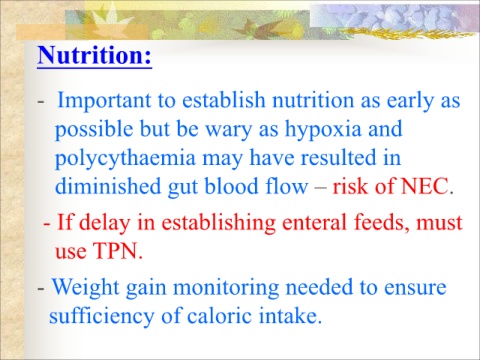 Nutrition:
- Important to establish nutrition as early as
possible but be wary as hypoxia and
polycythaemia may have resulted in
diminished gut blood flow – risk of NEC.
- If delay in establishing enteral feeds, must
use TPN.
- Weight gain monitoring needed to ensure
sufficiency of caloric intake.